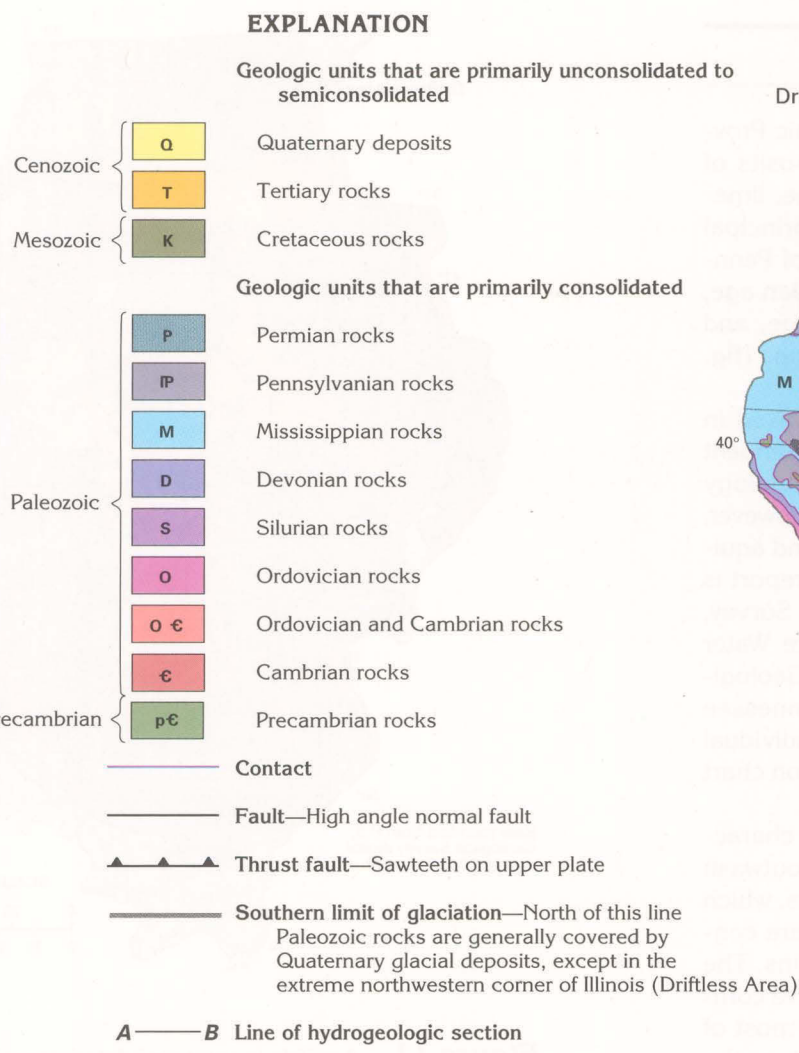 EXPLANATION
Geologic units that are primarily unconsolidated to
semiconsolidated
Cenozoic
Q Quaternary deposits
T Tertiary rocks
Mesozoic
K Cretaceous rocks
Geologic units that are primarily consolidated
Paleozoic
P Permian rocks
ⅠP Pennsylvanian rocks
M Mississippian rocks
D Devonian rocks
S Silurian rocks
O Ordovician rocks
O Є Ordovician and Cambrian rocks
Є Cambrian rocks
recambrian
pЄ Precambrian rocks
Contact
Fault—High angle normal fault
Thrust fault—Sawteeth on upper plate
Southern limit of glaciation—North of this line
Paleozoic rocks are generally covered by
Quaternary glacial deposits, except in the
extreme northwestern corner of Illinois (Driftless Area)
A B Line of hydrogeologic section
Dr
M
40°